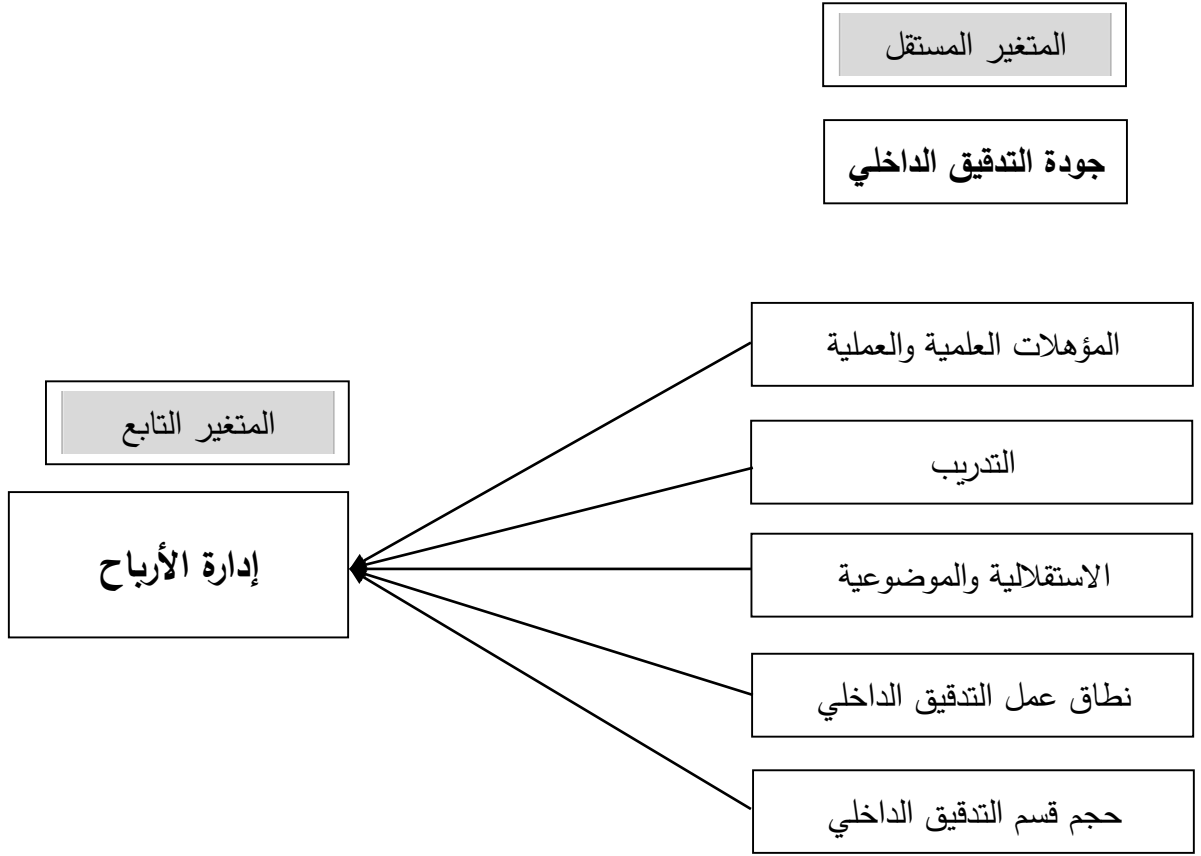 المتغير المستقل
جودة التدقيق الداخلي
المؤهلات العلمية والعملية
التدريب
الاستقلالية والموضوعية
نطاق عمل التدقيق الداخلي
حجم قسم التدقيق الداخلي
المتغير التابع
إدارة الأرباح